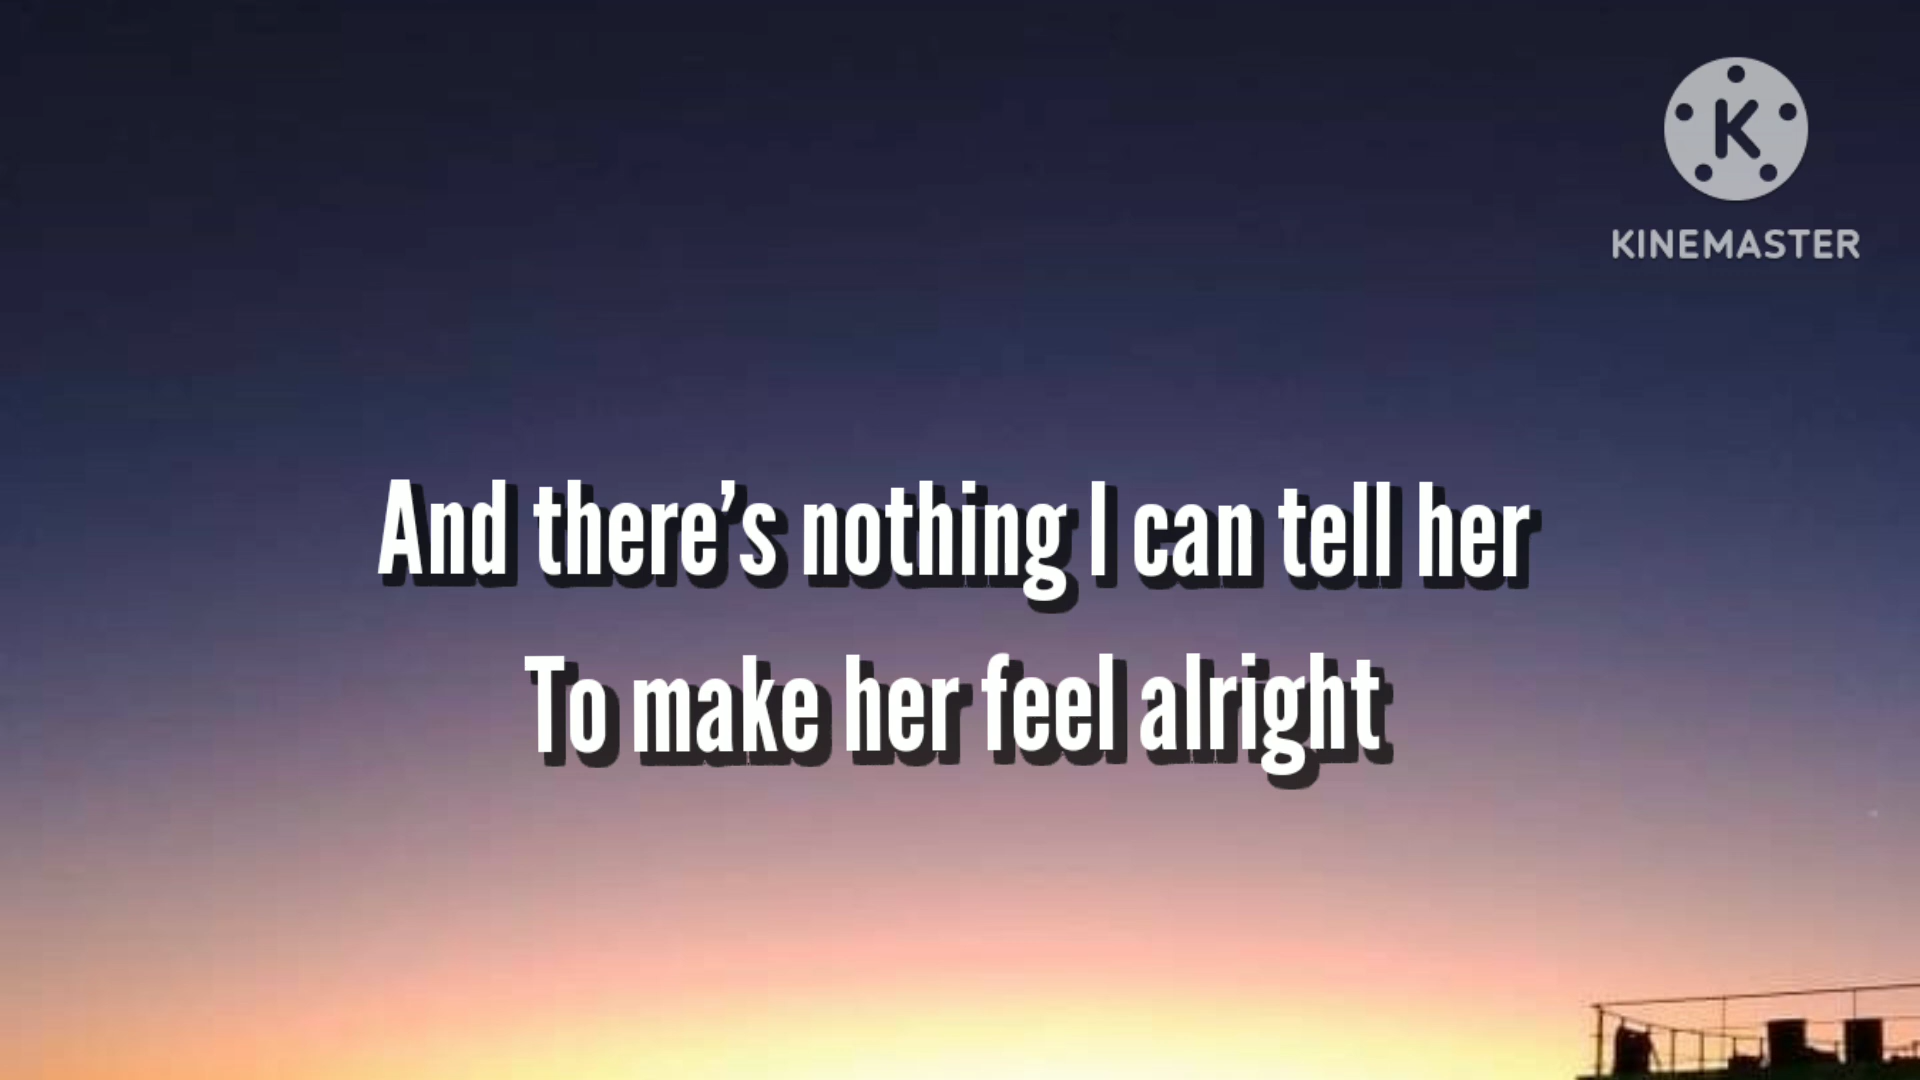 K
KINEMASTER
And there’s nothing I can tell her
To make her feel alright